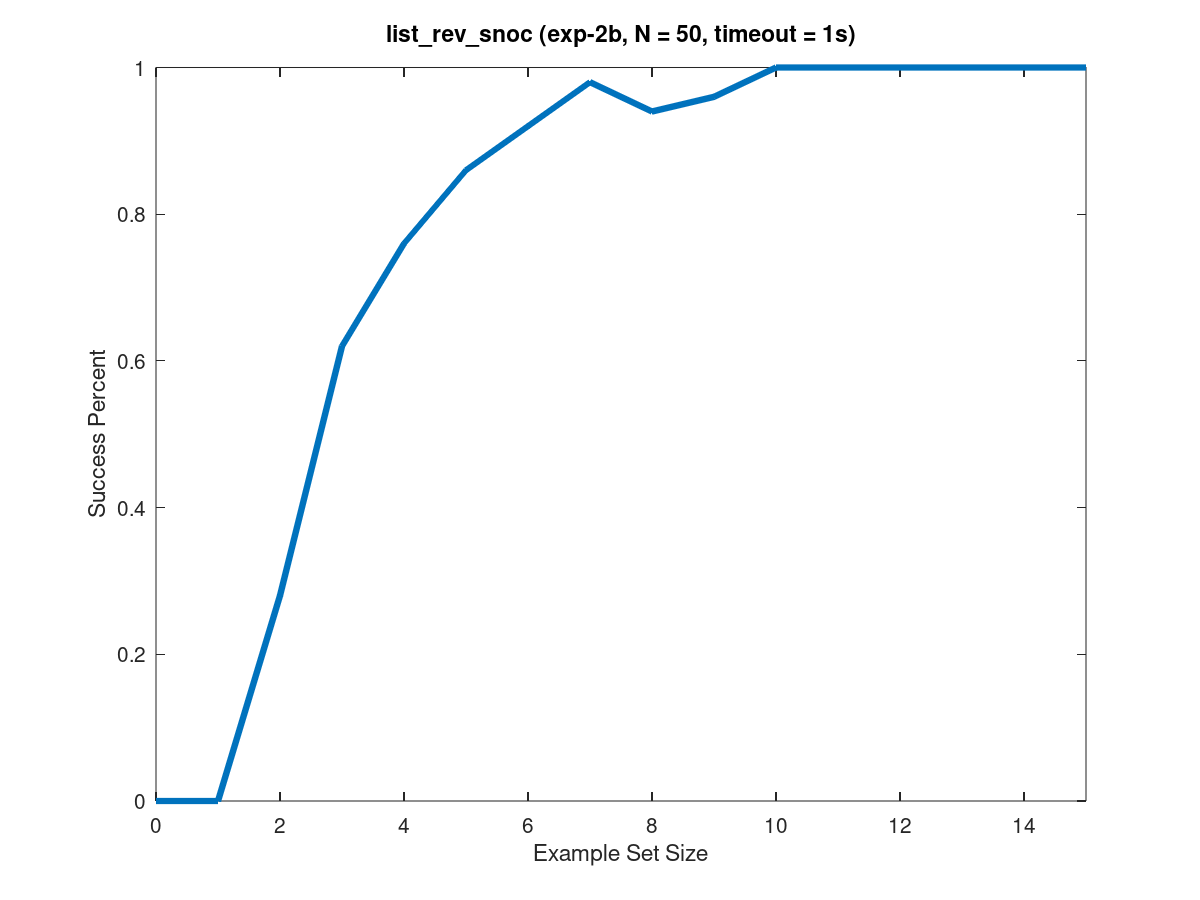 list_rev_snoc (exp-2b, N = 50, timeout = 1s)
1
0.8
0.6
0.4
0.2
0
Success Percent
0 2 4 6 8 10 12 14
Example Set Size